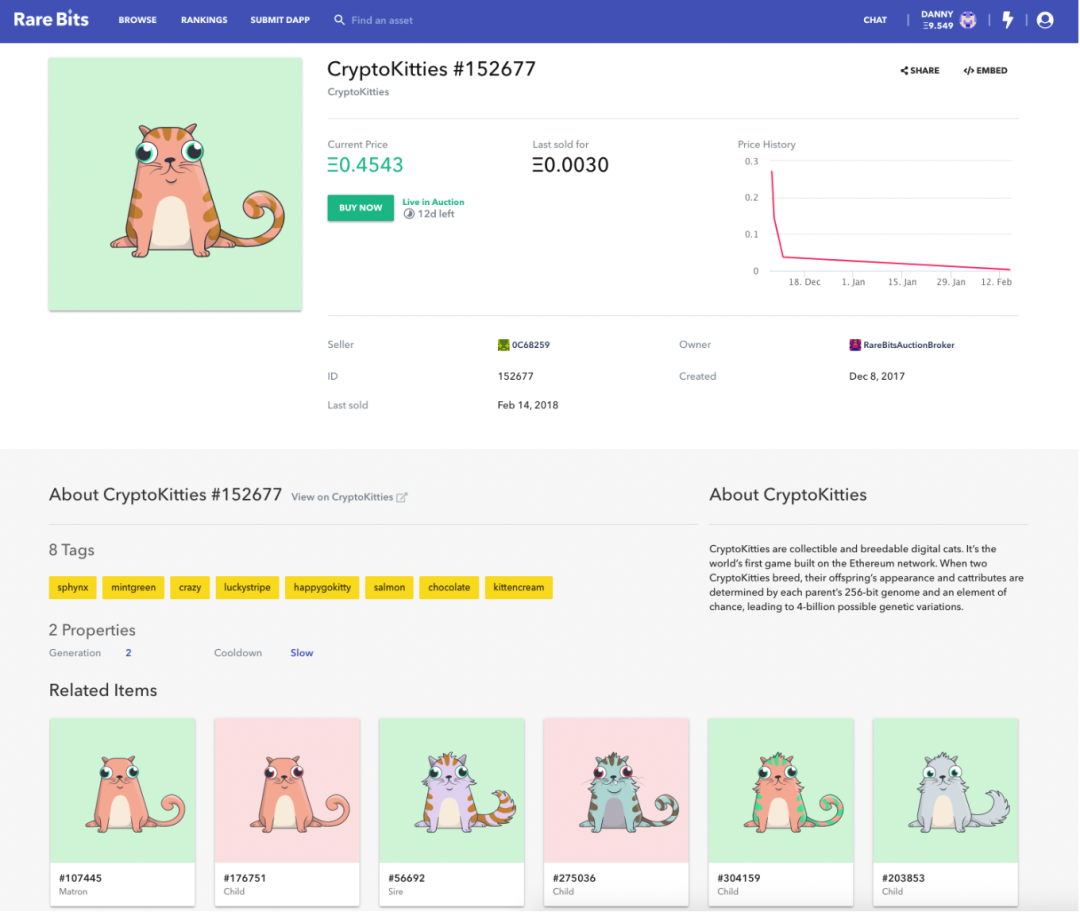 Rare Bits BROWSE RANKINGS SUBMIT DAPP Find an asset CHAT DANNY Ξ9.549
CryptoKitties #152677
SHARE </> EMBED
CryptoKitties
Current Price
Ξ0.4543
Last sold for
Ξ0.0030
BUY NOW
Live in Auction
12d left
Price History
0.3
0.2
0.1
0
18. Dec 1. Jan 15. Jan 29. Jan 12. Feb
Seller 0C68259 Owner RareBitsAuctionBroker
ID 152677 Created Dec 8, 2017
Last sold Feb 14, 2018
About CryptoKitties #152677 View on CryptoKitties
8 Tags
sphynx mintgreen crazy luckystripe happygokitty salmon chocolate kittencream
2 Properties
Generation 2 Cooldown Slow
About CryptoKitties
CryptoKitties are collectible and breedable digital cats. It's the
world's first game built on the Ethereum network. When two
CryptoKitties breed, their offspring's appearance and cattributes are
determined by each parent's 256-bit genome and an element of
chance, leading to 4-billion possible genetic variations.
Related Items
#107445
Matron
#176751
Child
#56692
Sire
#275036
Child
#304159
Child
#203853
Child